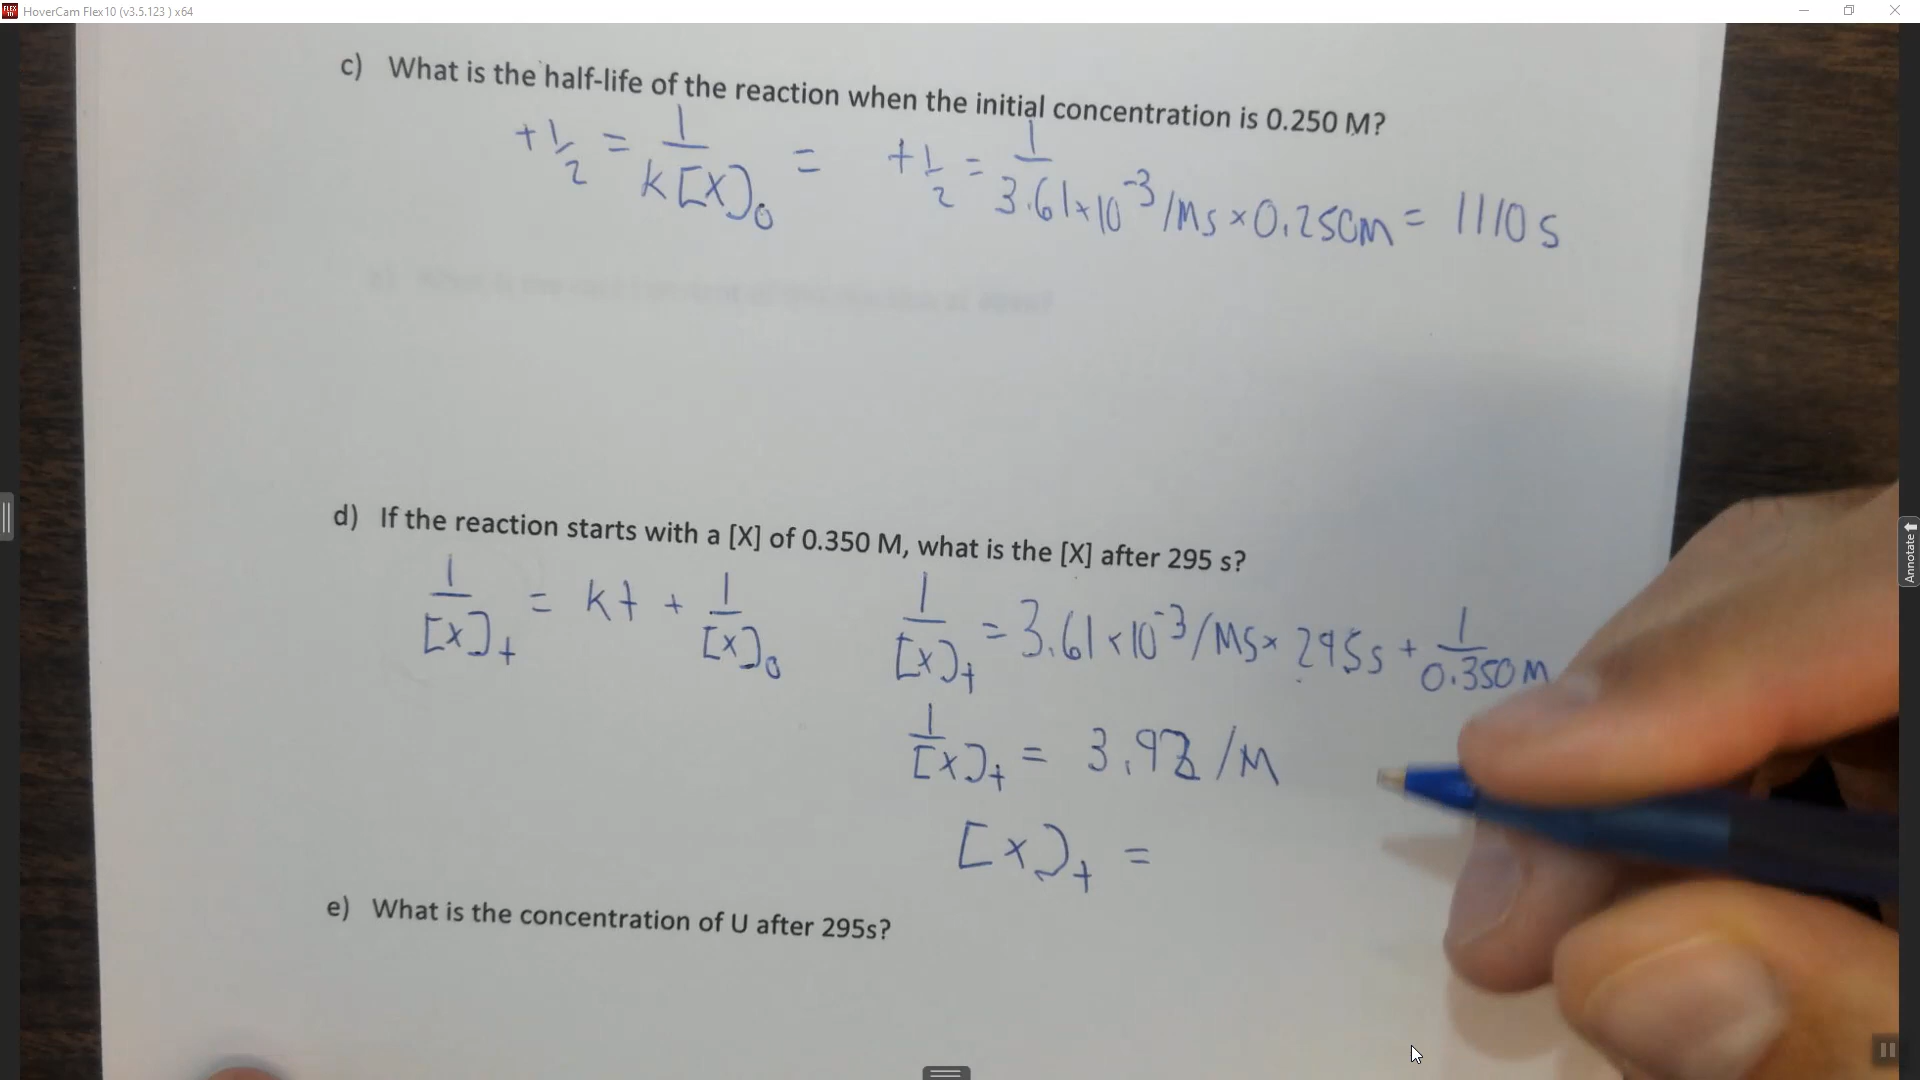 HoverCam Flex10 (v3.5.123 ) x64
c) What is the half-life of the reaction when the initial concentration is 0.250 M?
t½ = 1/k[X]₀ = t½ = 1/3.61×10⁻³/Ms × 0.250M = 1110 s
d) If the reaction starts with a [X] of 0.350 M, what is the [X] after 295 s?
1/[X]t = kt + 1/[X]₀ 1/[X]t = 3.61×10⁻³/Ms × 295s + 1/0.350M
1/[X]t = 3.92 /M
[X]t =
e) What is the concentration of U after 295s?
Annotate